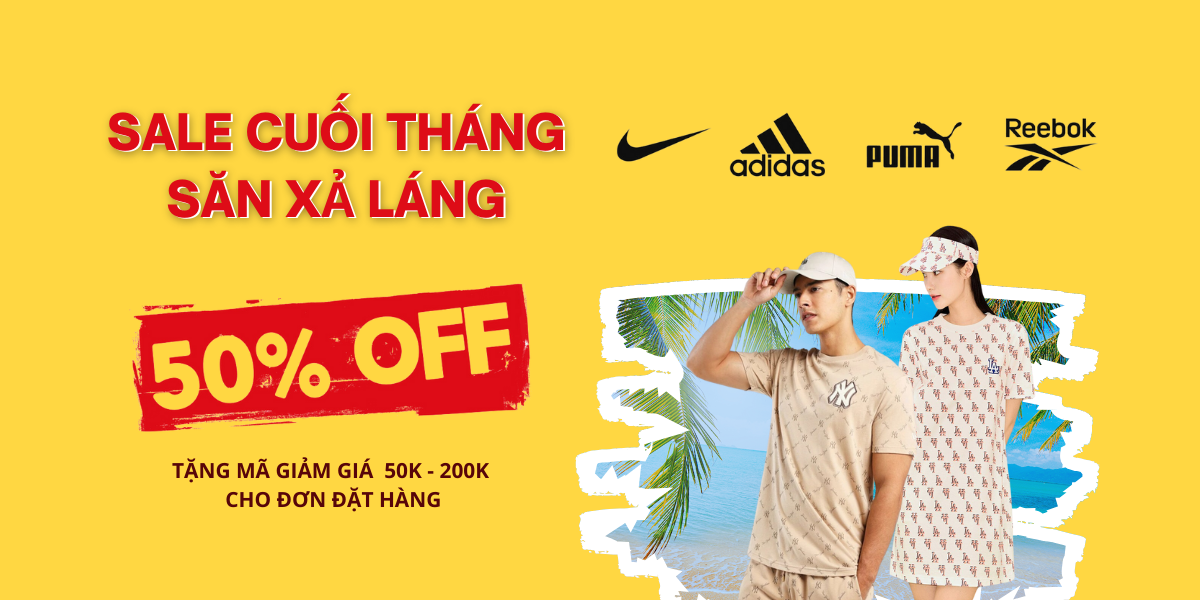 SALE CUỐI THÁNG
SĂN XẢ LÁNG
adidas
PUMA
Reebok
50% OFF
NY
LA
TẶNG MÃ GIẢM GIÁ 50K - 200K
CHO ĐƠN ĐẶT HÀNG